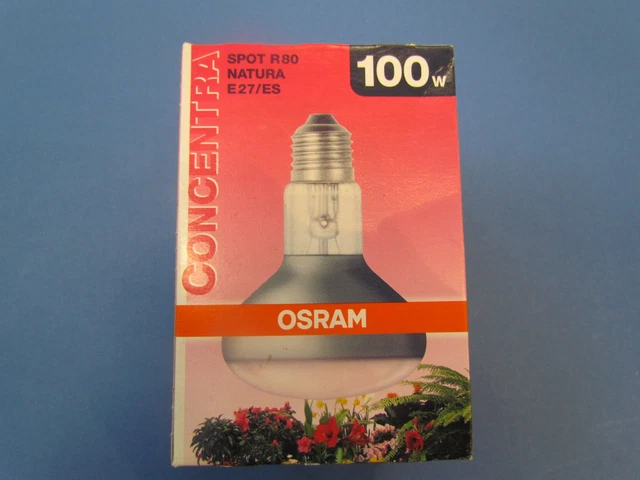 CONCENTRA
SPOT R80
NATURA
E27/ES
100W
OSRAM